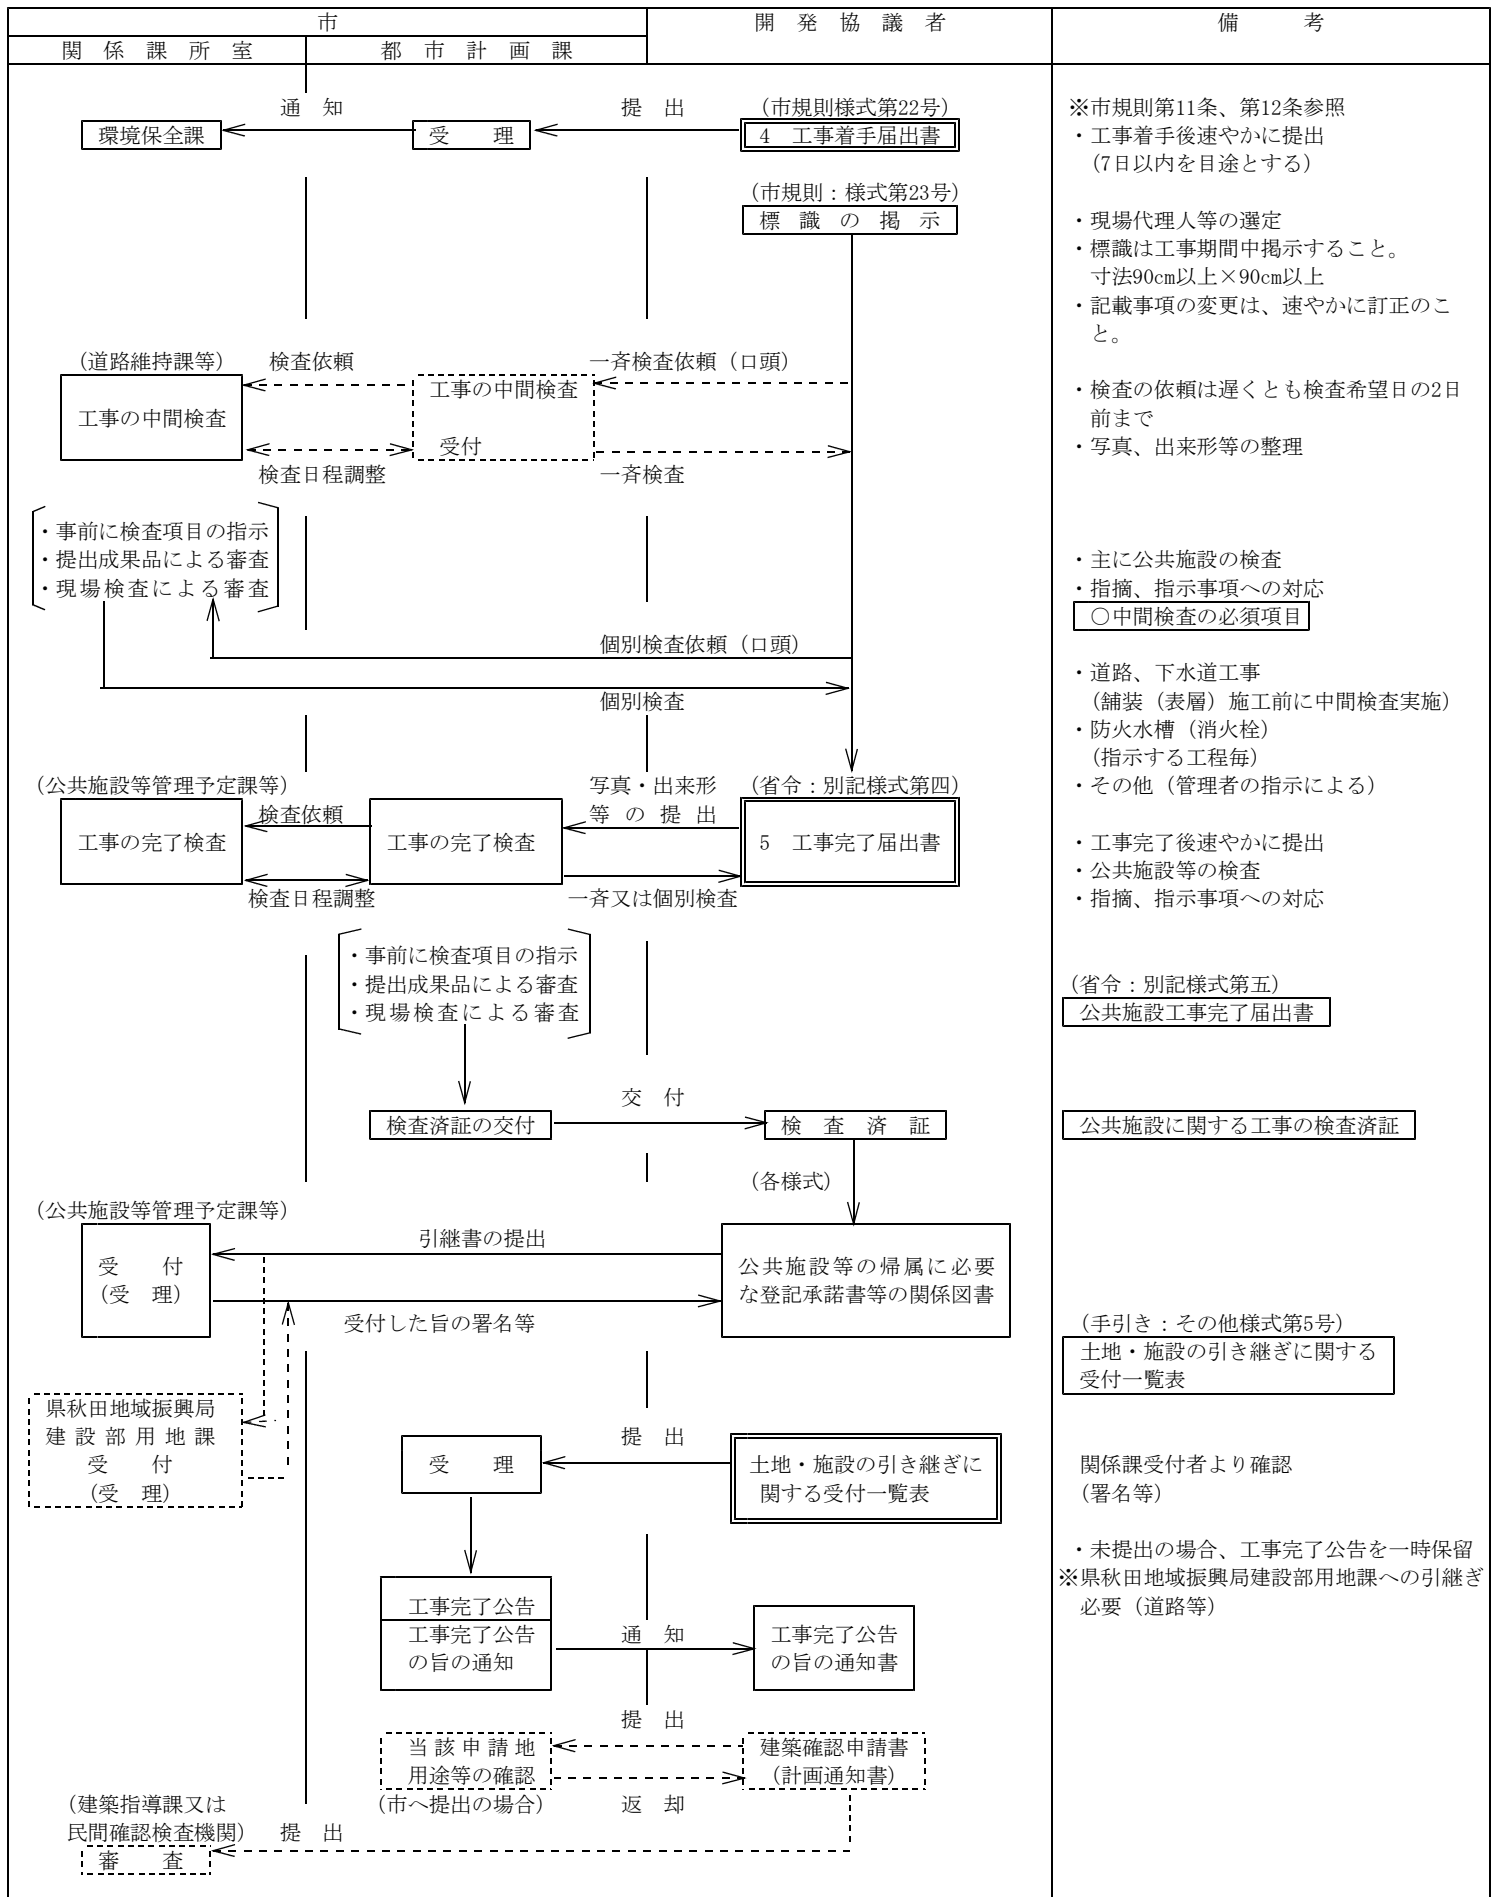 市
開発協議者
備考
関係課所室
都市計画課
通知
提出
(市規則様式第22号)
環境保全課
受理
4 工事着手届出書
※市規則第11条、第12条参照
・工事着手後速やかに提出
(7日以内を目途とする)
(市規則：様式第23号)
標識の掲示
・現場代理人等の選定
・標識は工事期間中掲示すること。
寸法90cm以上×90cm以上
・記載事項の変更は、速やかに訂正のこ
と。
(道路維持課等)
検査依頼
一斉検査依頼（口頭）
工事の中間検査
工事の中間検査
受付
検査日程調整
一斉検査
・検査の依頼は遅くとも検査希望日の2日
前まで
・写真、出来形等の整理
・事前に検査項目の指示
・提出成果品による審査
・現場検査による審査
・主に公共施設の検査
・指摘、指示事項への対応
○中間検査の必須項目
個別検査依頼（口頭）
個別検査
・道路、下水道工事
（舗装（表層）施工前に中間検査実施）
・防火水槽（消火栓）
（指示する工程毎）
・その他（管理者の指示による）
(公共施設等管理予定課等)
写真・出来形
等の提出
(省令：別記様式第四)
検査依頼
工事の完了検査
工事の完了検査
5 工事完了届出書
検査日程調整
一斉又は個別検査
・工事完了後速やかに提出
・公共施設等の検査
・指摘、指示事項への対応
・事前に検査項目の指示
・提出成果品による審査
・現場検査による審査
(省令：別記様式第五)
公共施設工事完了届出書
交付
検査済証の交付
検査済証
公共施設に関する工事の検査済証
(各様式)
(公共施設等管理予定課等)
引継書の提出
受付
(受理)
公共施設等の帰属に必要
な登記承諾書等の関係図書
受付した旨の署名等
(手引き：その他様式第5号)
土地・施設の引き継ぎに関する
受付一覧表
県秋田地域振興局
建設部用地課
受付
(受理)
提出
受理
土地・施設の引き継ぎに
関する受付一覧表
関係課受付者より確認
(署名等)
・未提出の場合、工事完了公告を一時保留
※県秋田地域振興局建設部用地課への引継ぎ
必要（道路等）
工事完了公告
工事完了公告
の旨の通知
通知
工事完了公告
の旨の通知書
提出
当該申請地
用途等の確認
建築確認申請書
(計画通知書)
(市へ提出の場合)
返却
(建築指導課又は
民間確認検査機関)
提出
審査